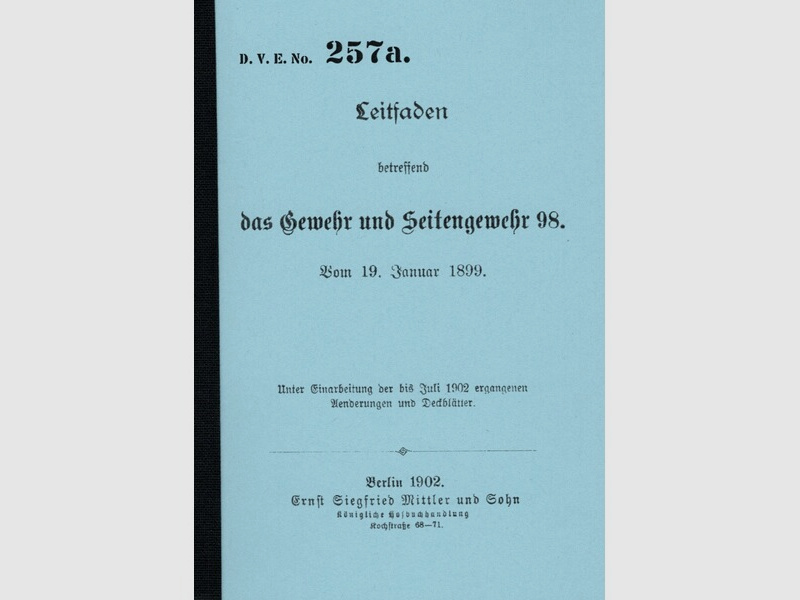 D. V. E. No. 257a.
Leitfaden
betreffend
das Gewehr und Seitengewehr 98.
Vom 19. Januar 1899.
Unter Einarbeitung der bis Juli 1902 ergangenen
Aenderungen und Deckblätter.
Berlin 1902.
Ernst Siegfried Mittler und Sohn
Königliche Hofbuchhandlung
Kochstraße 68—71.